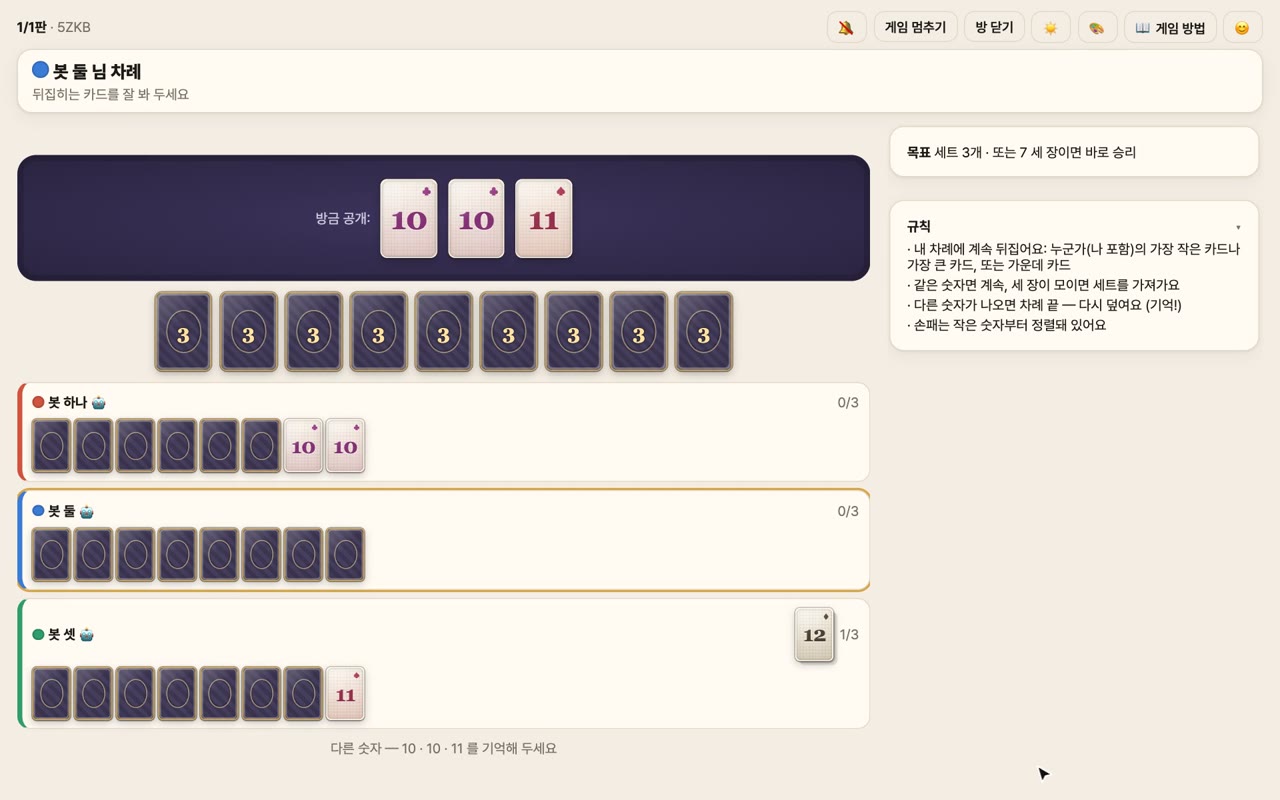 1/1판 · 5ZKB
게임 멈추기
방 닫기
게임 방법
봇 둘 님 차례
뒤집히는 카드를 잘 봐 두세요
방금 공개:
10
10
11
3
3
3
3
3
3
3
3
3
봇 하나
0/3
10
10
봇 둘
0/3
봇 셋
12
1/3
11
다른 숫자 — 10 · 10 · 11 를 기억해 두세요
목표 세트 3개 · 또는 7 세 장이면 바로 승리
규칙
· 내 차례에 계속 뒤집어요: 누군가(나 포함)의 가장 작은 카드나
가장 큰 카드, 또는 가운데 카드
· 같은 숫자면 계속, 세 장이 모이면 세트를 가져가요
· 다른 숫자가 나오면 차례 끝 — 다시 덮여요 (기억!)
· 손패는 작은 숫자부터 정렬돼 있어요